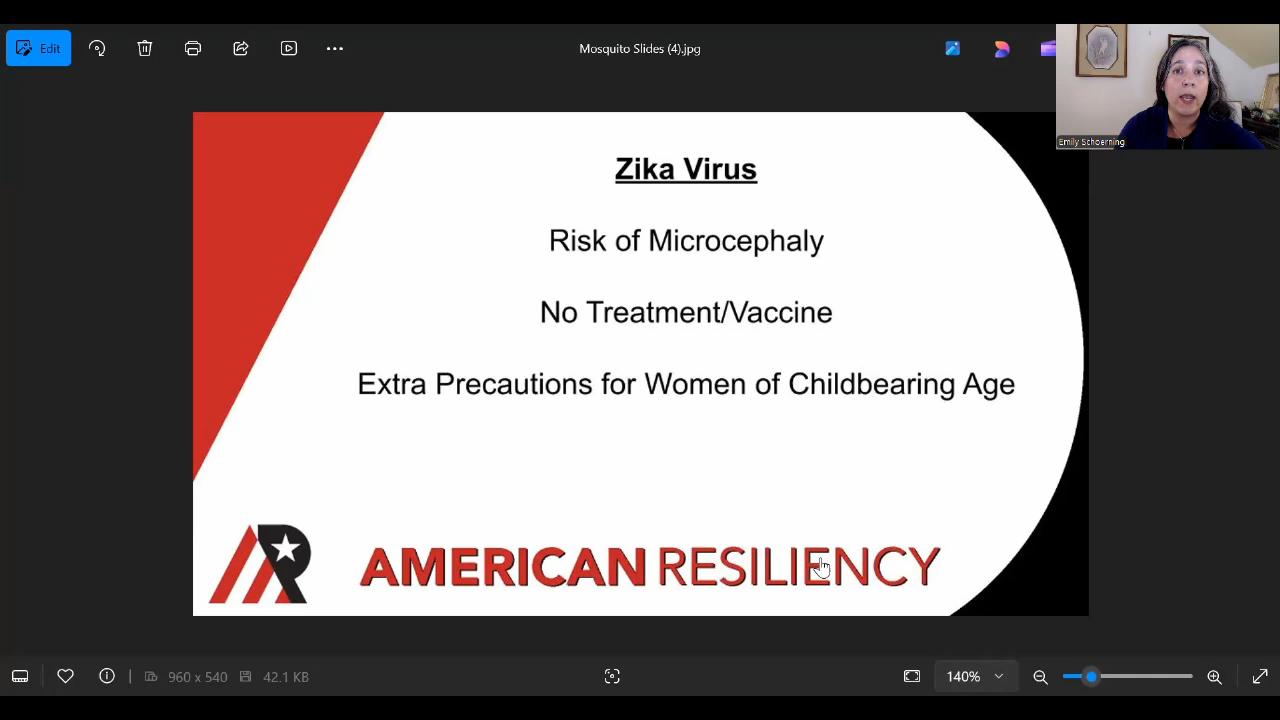 Edit
Mosquito Slides (4).jpg
Emily Schoerning
Zika Virus
Risk of Microcephaly
No Treatment/Vaccine
Extra Precautions for Women of Childbearing Age
AMERICAN RESILIENCY
960 x 540
42.1 KB
140%